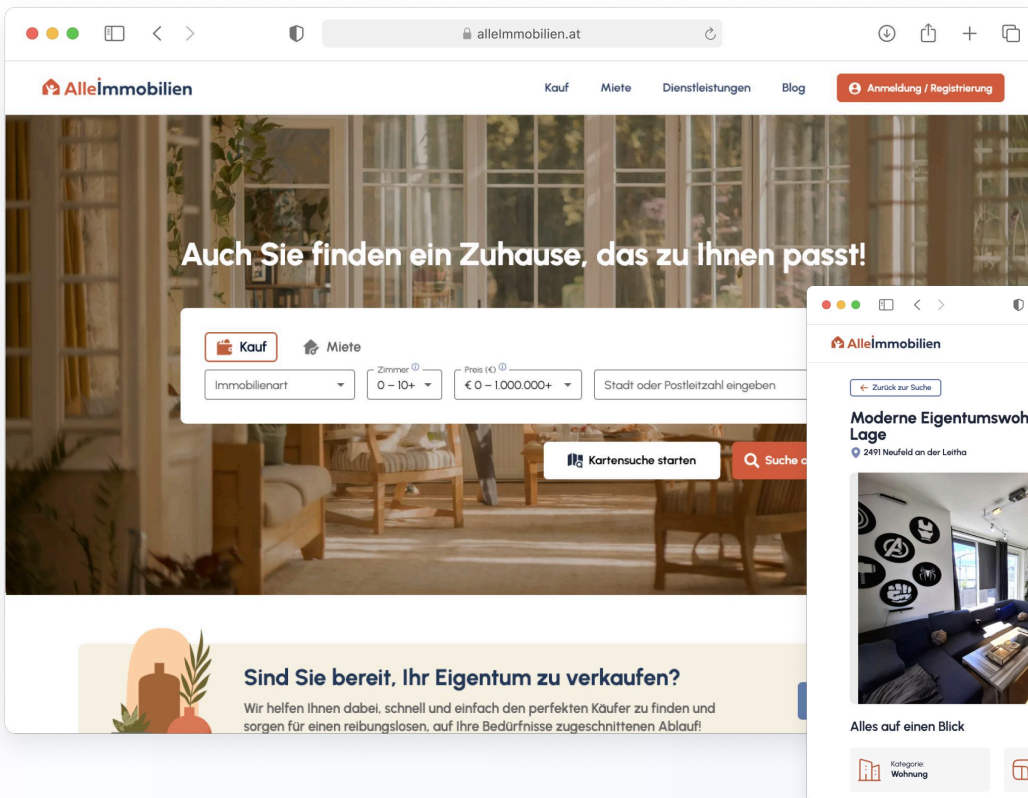 alleImmobilien.at
AlleImmobilien
Kauf Miete Dienstleistungen Blog Anmeldung / Registrierung
Auch Sie finden ein Zuhause, das zu Ihnen passt!
Kauf Miete
Immobilienart
Zimmer
0 – 10+
Preis (€)
€ 0 – 1.000.000+
Stadt oder Postleitzahl eingeben
Kartensuche starten
Suche
Sind Sie bereit, Ihr Eigentum zu verkaufen?
Wir helfen Ihnen dabei, schnell und einfach den perfekten Käufer zu finden und
sorgen für einen reibungslosen, auf Ihre Bedürfnisse zugeschnittenen Ablauf!
AlleImmobilien
Zurück zur Suche
Moderne Eigentumswoh
Lage
2491 Neufeld an der Leitha
Alles auf einen Blick
Kategorie:
Wohnung